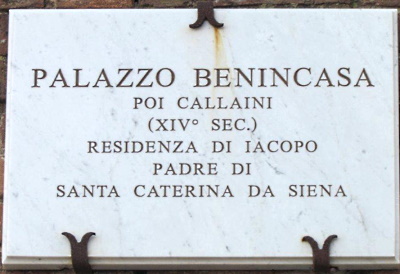 PALAZZO BENINCASA
POI CALLAINI
(XIV° SEC.)
RESIDENZA DI IACOPO
PADRE DI
SANTA CATERINA DA SIENA